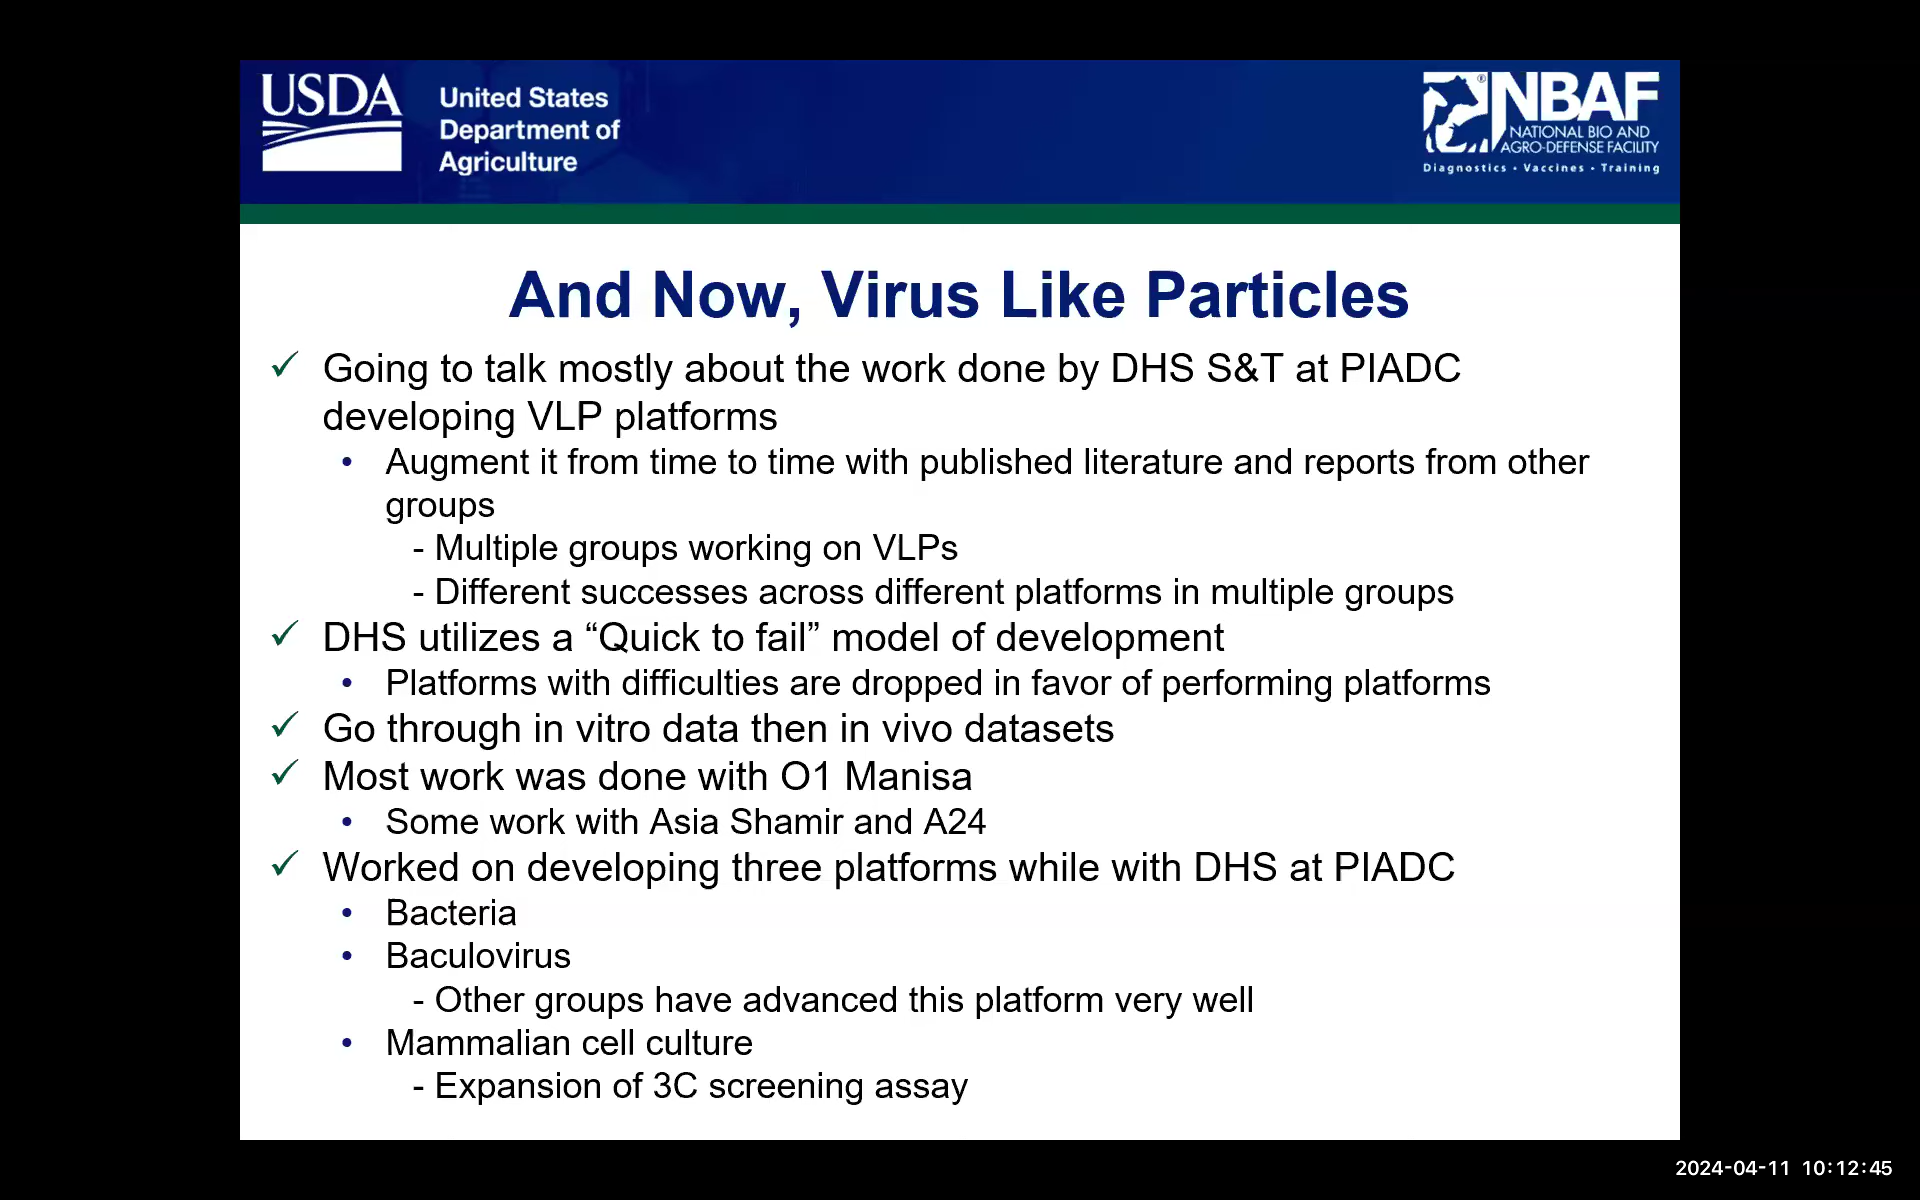 USDA
United States
Department of
Agriculture
NBAF
NATIONAL BIO AND
AGRO-DEFENSE FACILITY
Diagnostics • Vaccines • Training
And Now, Virus Like Particles
✓ Going to talk mostly about the work done by DHS S&T at PIADC
developing VLP platforms
• Augment it from time to time with published literature and reports from other
groups
- Multiple groups working on VLPs
- Different successes across different platforms in multiple groups
✓ DHS utilizes a “Quick to fail” model of development
• Platforms with difficulties are dropped in favor of performing platforms
✓ Go through in vitro data then in vivo datasets
✓ Most work was done with O1 Manisa
• Some work with Asia Shamir and A24
✓ Worked on developing three platforms while with DHS at PIADC
• Bacteria
• Baculovirus
- Other groups have advanced this platform very well
• Mammalian cell culture
- Expansion of 3C screening assay
2024-04-11 10:12:45